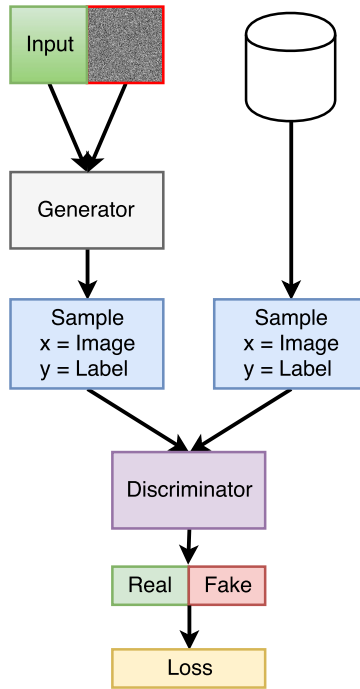 Input
Generator
Sample
x = Image
y = Label
Sample
x = Image
y = Label
Discriminator
Real Fake
Loss